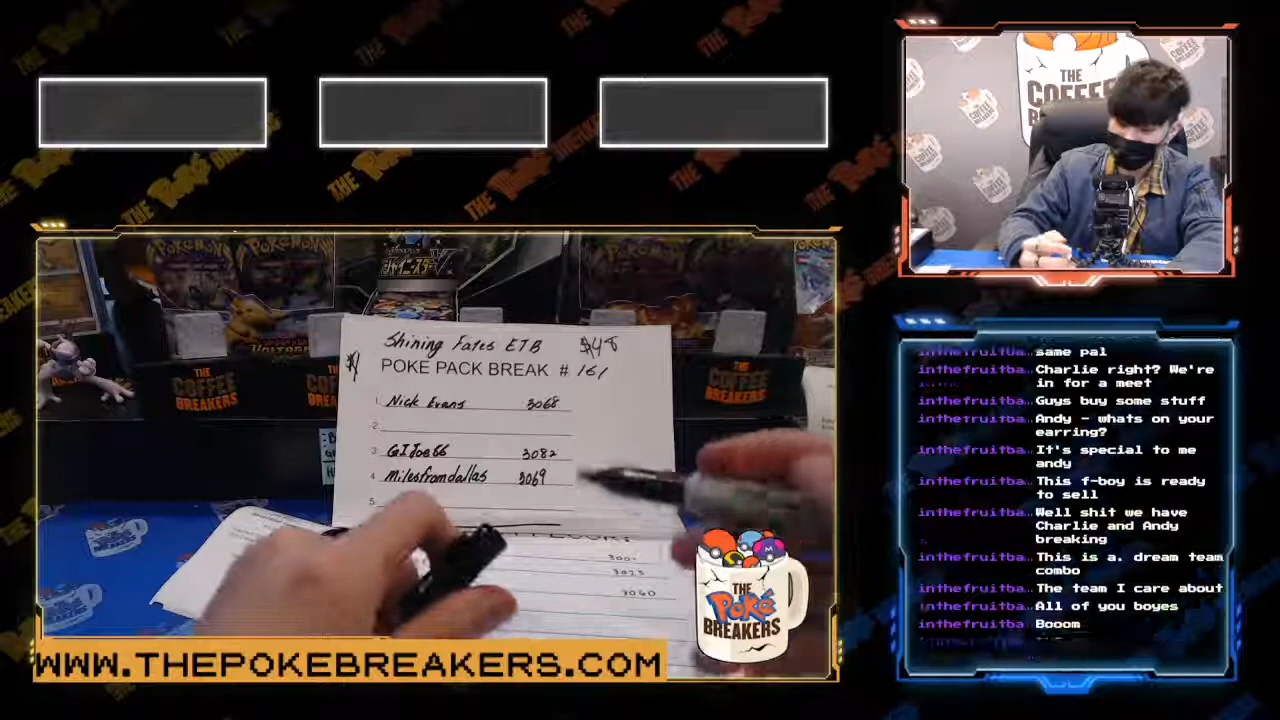 THE
COFFEE
BREAKERS
Shining Fates ETB $48
$1 POKE PACK BREAK # 161
1. Nick Evans 3068
2.
3. GIJoe66 3082
4. Milesfromdallas 3069
5.
3060
THE
COFFEE
BREAKERS
THE
COFFEE
BREAKERS
THE
Poké
BREAKERS
WWW.THEPOKEBREAKERS.COM
same pal
inthefruitba… Charlie right? We're
in for a meet
inthefruitba… Guys buy some stuff
inthefruitba… Andy - whats on your
earring?
inthefruitba… It's special to me
andy
inthefruitba… This f-boy is ready
to sell
inthefruitba… Well shit we have
Charlie and Andy
breaking
inthefruitba… This is a. dream team
combo
inthefruitba… The team I care about
inthefruitba… All of you boyes
inthefruitba… Booom